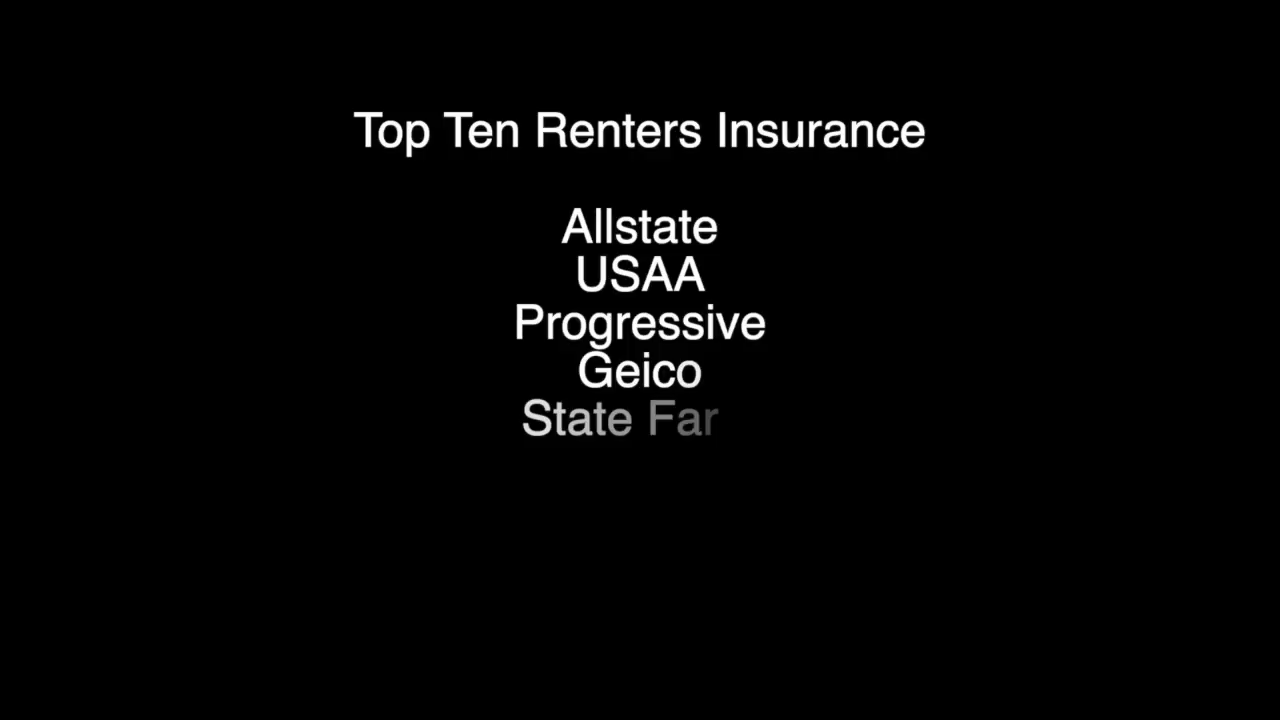 Top Ten Renters Insurance
Allstate
USAA
Progressive
Geico
State Far